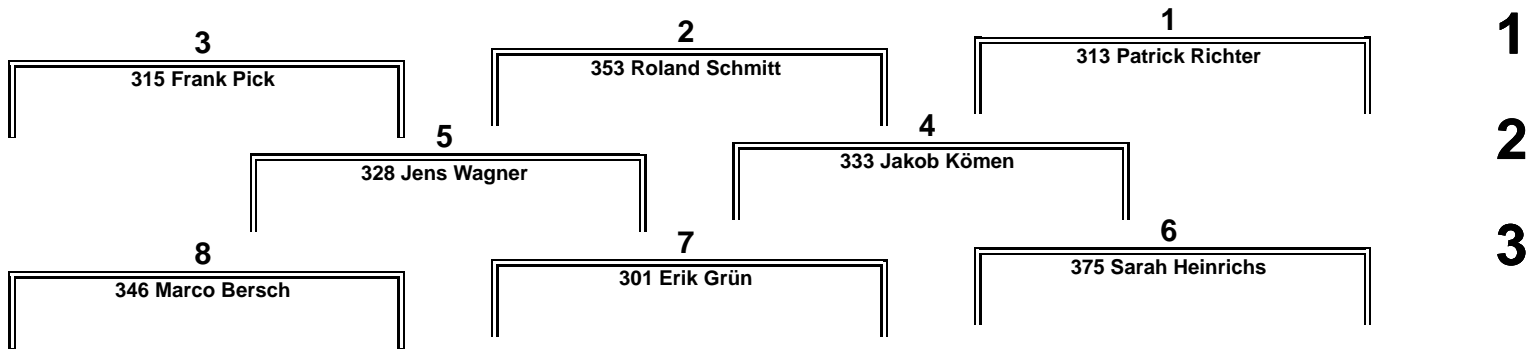 3
2
1
1
315 Frank Pick
353 Roland Schmitt
313 Patrick Richter
5
4
2
328 Jens Wagner
333 Jakob Kömen
8
7
6
3
346 Marco Bersch
301 Erik Grün
375 Sarah Heinrichs